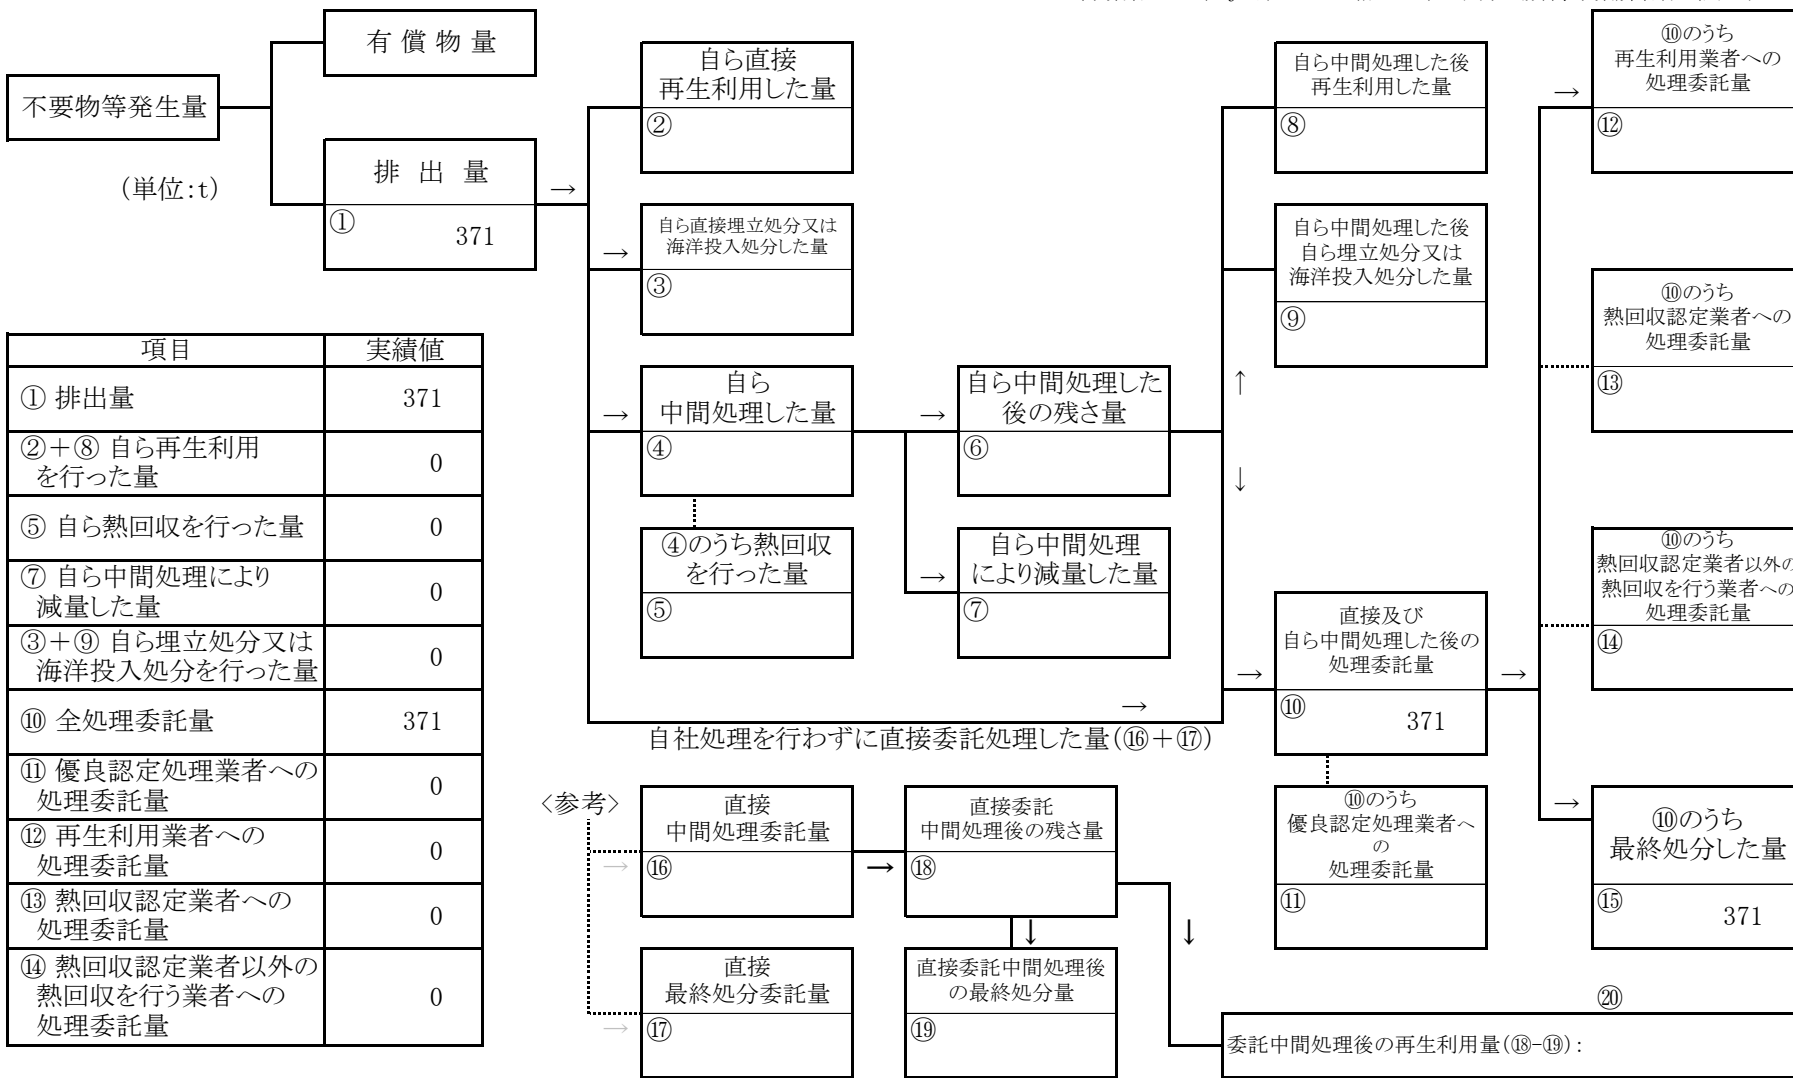 有償物量
不要物等発生量
(単位:t)
排出量
→
① 371
自ら直接
再生利用した量
②
自ら直接埋立処分又は
海洋投入処分した量
→
③
自ら
中間処理した量
→
④
④のうち熱回収
を行った量
⑤
自ら中間処理した
後の残さ量
→
⑥
自ら中間処理
により減量した量
→
⑦
↑
↓
自ら中間処理した後
再生利用した量
⑧
自ら中間処理した後
自ら埋立処分又は
海洋投入処分した量
⑨
直接及び
自ら中間処理した後の
処理委託量
→
→
⑩ 371
→
自社処理を行わずに直接委託処理した量(⑯+⑰)
⑩のうち
優良認定処理業者へ
の
処理委託量
⑪
⑩のうち
再生利用業者への
処理委託量
→
⑫
⑩のうち
熱回収認定業者への
処理委託量
⑬
⑩のうち
熱回収認定業者以外の
熱回収を行う業者への
処理委託量
⑭
→
⑩のうち
最終処分した量
⑮ 371
項目 実績値
① 排出量 371
②+⑧ 自ら再生利用
を行った量 0
⑤ 自ら熱回収を行った量 0
⑦ 自ら中間処理により
減量した量 0
③+⑨ 自ら埋立処分又は
海洋投入処分を行った量 0
⑩ 全処理委託量 371
⑪ 優良認定処理業者への
処理委託量 0
⑫ 再生利用業者への
処理委託量 0
⑬ 熱回収認定業者への
処理委託量 0
⑭ 熱回収認定業者以外の
熱回収を行う業者への
処理委託量 0
〈参考〉
直接
中間処理委託量
→
⑯
直接
最終処分委託量
→
⑰
直接委託
中間処理後の残さ量
→
⑱
↓
↓
直接委託中間処理後
の最終処分量
⑲
⑳
委託中間処理後の再生利用量(⑱-⑲):